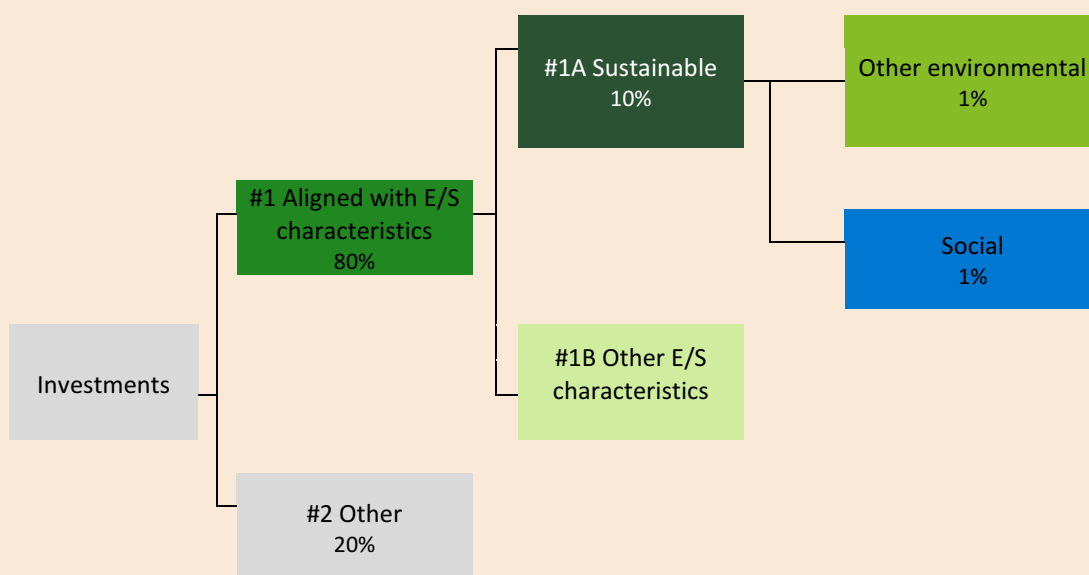 #1A Sustainable
10%
Other environmental
1%
#1 Aligned with E/S
characteristics
80%
Social
1%
Investments
#1B Other E/S
characteristics
#2 Other
20%